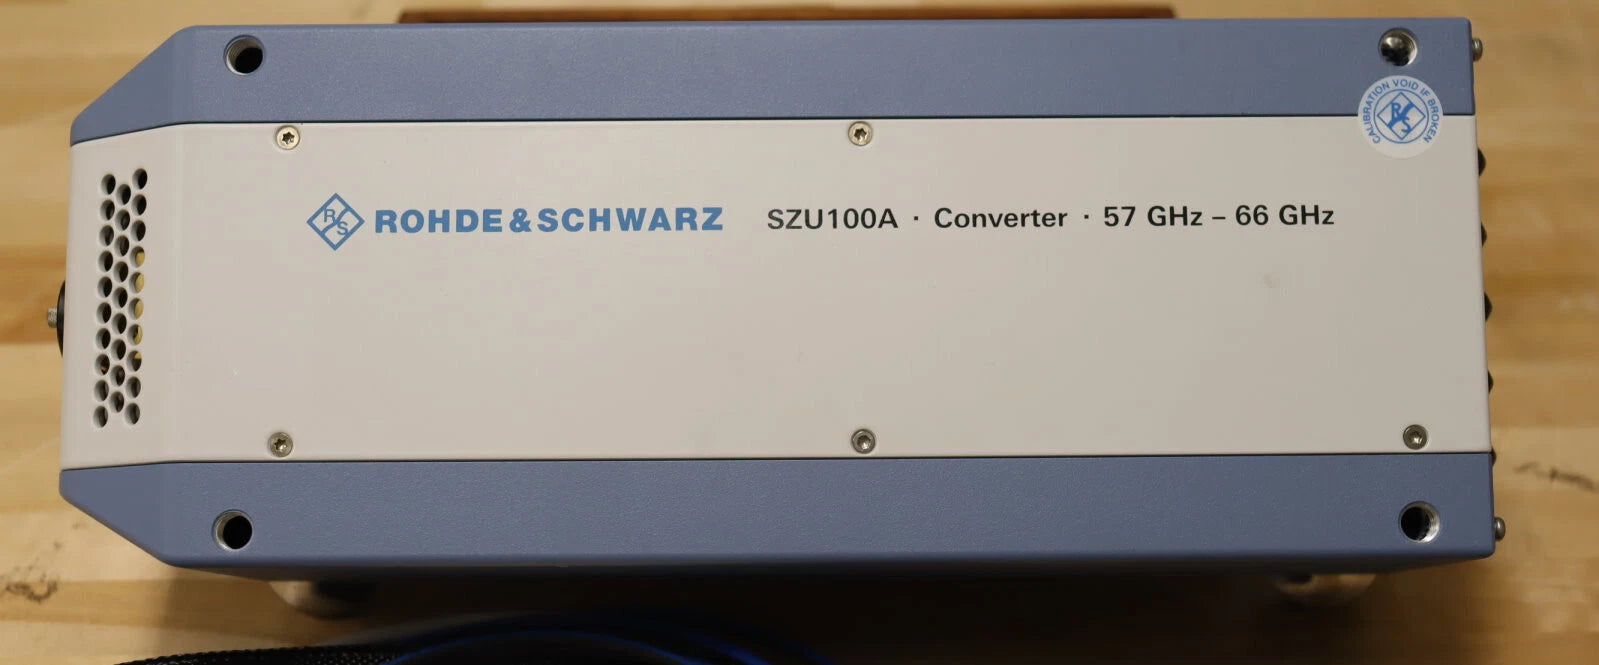 R S ROHDE&SCHWARZ SZU100A · Converter · 57 GHz – 66 GHz
CALIBRATION VOID IF BROKEN
R S